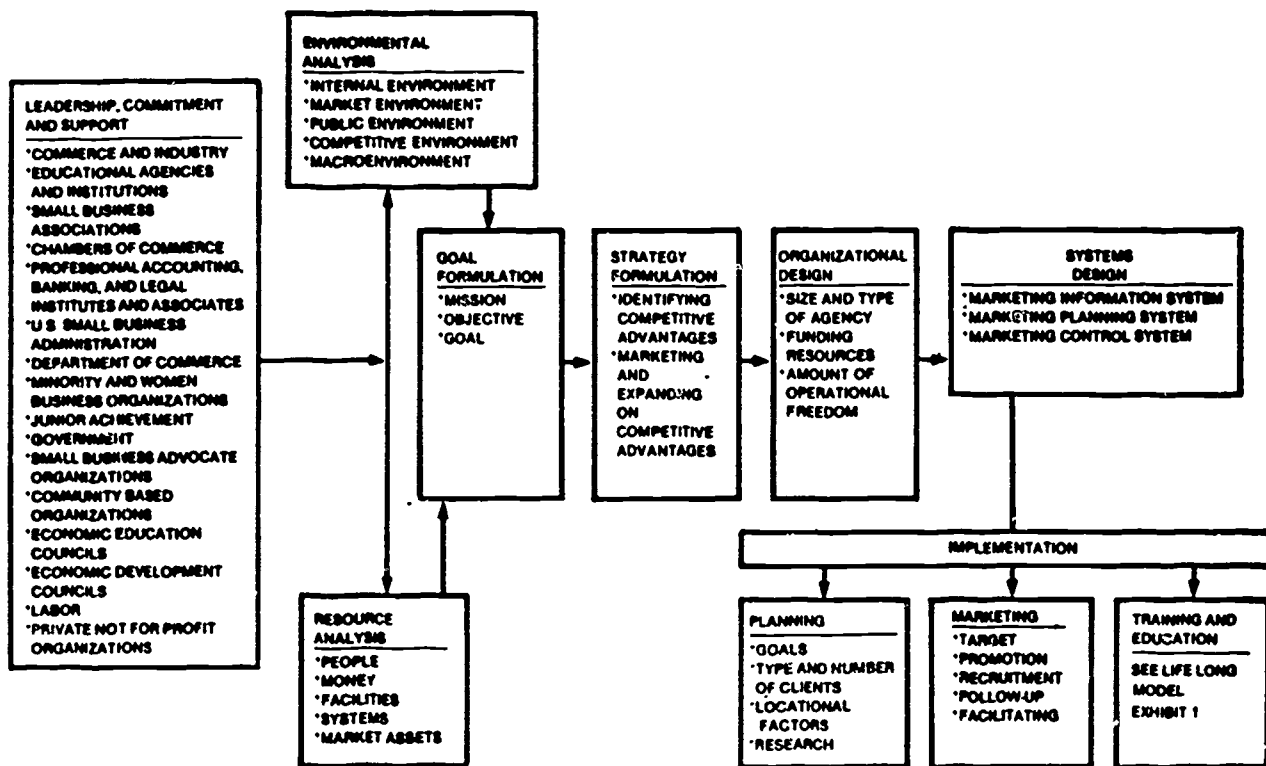 LEADERSHIP, COMMITMENT
AND SUPPORT
*COMMERCE AND INDUSTRY
*EDUCATIONAL AGENCIES
AND INSTITUTIONS
*SMALL BUSINESS
ASSOCIATIONS
*CHAMBERS OF COMMERCE
*PROFESSIONAL ACCOUNTING,
BANKING, AND LEGAL
INSTITUTES AND ASSOCIATES
*U.S. SMALL BUSINESS
ADMINISTRATION
*DEPARTMENT OF COMMERCE
*MINORITY AND WOMEN
BUSINESS ORGANIZATIONS
*JUNIOR ACHIEVEMENT
*GOVERNMENT
*SMALL BUSINESS ADVOCATE
ORGANIZATIONS
*COMMUNITY BASED
ORGANIZATIONS
*ECONOMIC EDUCATION
COUNCILS
*ECONOMIC DEVELOPMENT
COUNCILS
*LABOR
*PRIVATE NOT FOR PROFIT
ORGANIZATIONS
ENVIRONMENTAL
ANALYSIS
*INTERNAL ENVIRONMENT
*MARKET ENVIRONMENT
*PUBLIC ENVIRONMENT
*COMPETITIVE ENVIRONMENT
*MACROENVIRONMENT
RESOURCE
ANALYSIS
*PEOPLE
*MONEY
*FACILITIES
*SYSTEMS
*MARKET ASSETS
GOAL
FORMULATION
*MISSION
*OBJECTIVE
*GOAL
STRATEGY
FORMULATION
*IDENTIFYING
COMPETITIVE
ADVANTAGES
*MARKETING
AND
EXPANDING
ON
COMPETITIVE
ADVANTAGES
ORGANIZATIONAL
DESIGN
*SIZE AND TYPE
OF AGENCY
*FUNDING
RESOURCES
*AMOUNT OF
OPERATIONAL
FREEDOM
SYSTEMS
DESIGN
*MARKETING INFORMATION SYSTEM
*MARKETING PLANNING SYSTEM
*MARKETING CONTROL SYSTEM
IMPLEMENTATION
PLANNING
*GOALS
*TYPE AND NUMBER
OF CLIENTS
*LOCATIONAL
FACTORS
*RESEARCH
MARKETING
*TARGET
*PROMOTION
*RECRUITMENT
*FOLLOW-UP
*FACILITATING
TRAINING AND
EDUCATION
SEE LIFE LONG
MODEL
EXHIBIT 1